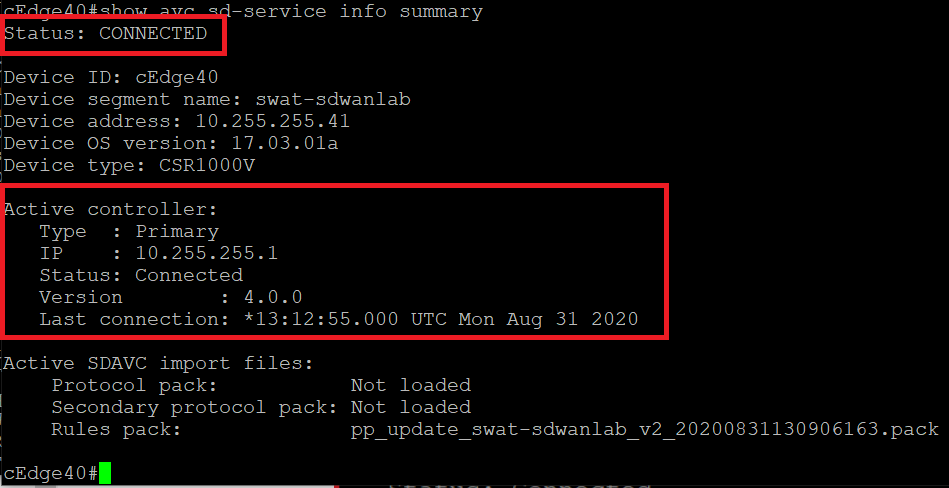 cEdge40#show avc sd-service info summary
Status: CONNECTED
Device ID: cEdge40
Device segment name: swat-sdwanlab
Device address: 10.255.255.41
Device OS version: 17.03.01a
Device type: CSR1000V
Active controller:
Type  : Primary
IP    : 10.255.255.1
Status: Connected
Version        : 4.0.0
Last connection: *13:12:55.000 UTC Mon Aug 31 2020
Active SDAVC import files:
Protocol pack:           Not loaded
Secondary protocol pack: Not loaded
Rules pack:              pp_update_swat-sdwanlab_v2_20200831130906163.pack
cEdge40#
Status: Connected